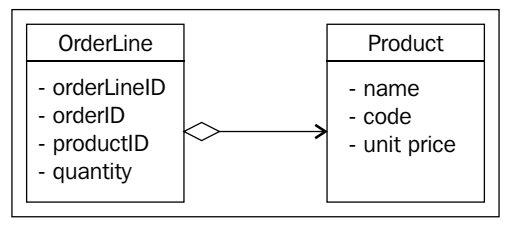 OrderLine
- orderLineID
- orderID
- productID
- quantity
Product
- name
- code
- unit price